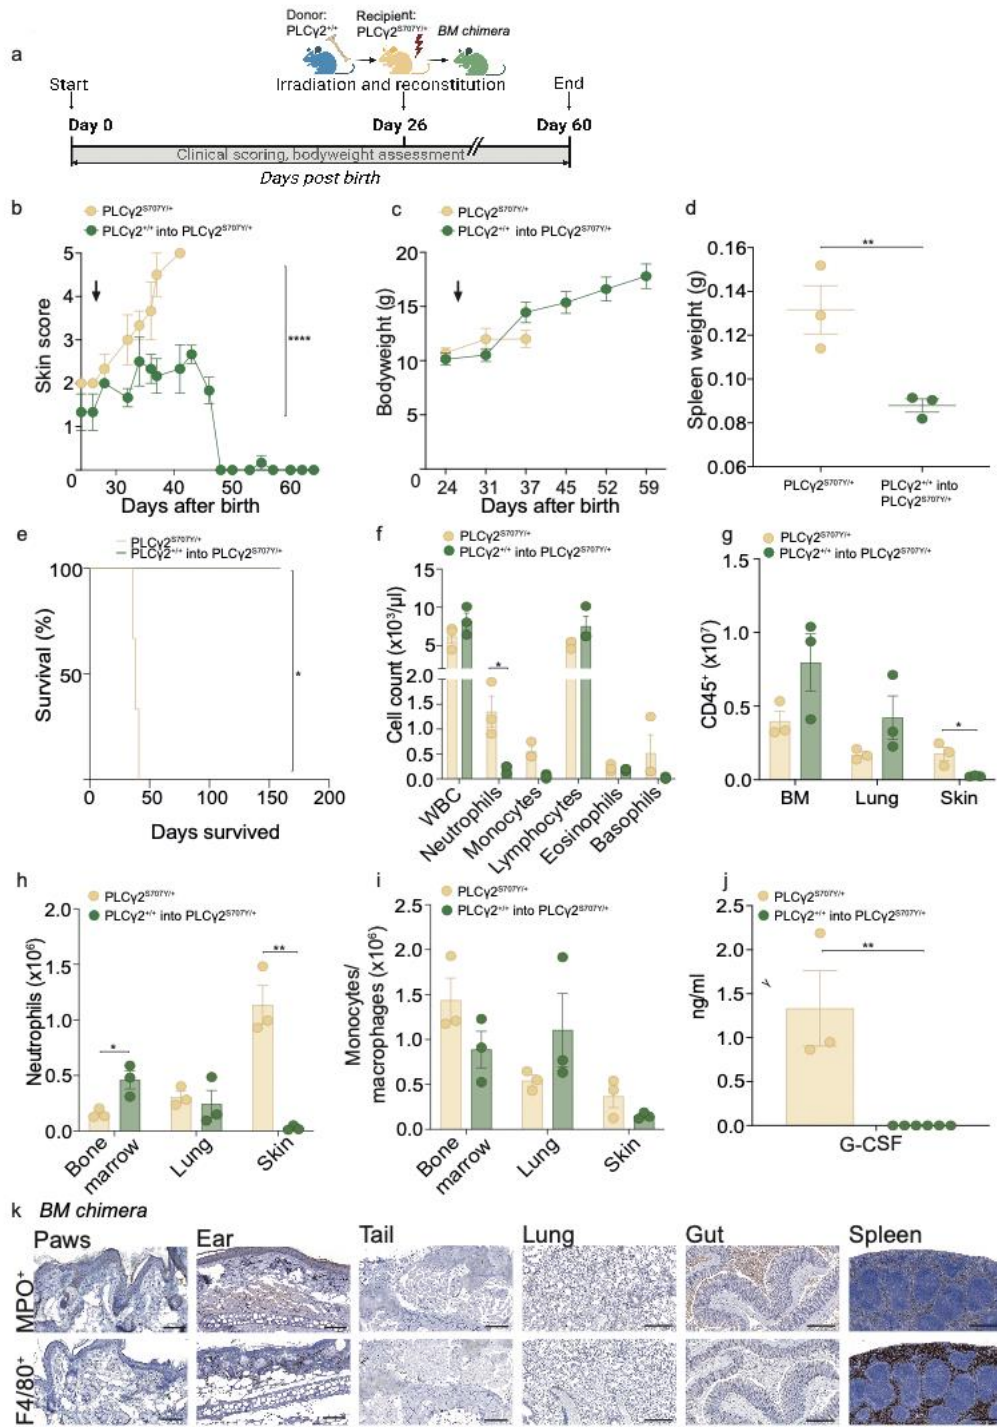 a
Donor:
PLCγ2+/+
Recipient:
PLCγ2S707Y/+
BM chimera
Irradiation and reconstitution
Start
End
Day 0
Day 26
Day 60
Clinical scoring, bodyweight assessment
Days post birth
b
PLCγ2S707Y/+
PLCγ2+/+ into PLCγ2S707Y/+
Skin score
5
4
3
2
1
0
****
30 40 50 60
Days after birth
c
PLCγ2S707Y/+
PLCγ2+/+ into PLCγ2S707Y/+
Bodyweight (g)
20
15
10
5
0
24 31 37 45 52 59
Days after birth
d
Spleen weight (g)
0.16
0.14
0.12
0.10
0.08
0.06
**
PLCγ2S707Y/+
PLCγ2+/+ into
PLCγ2S707Y/+
e
PLCγ2S707Y/+
PLCγ2+/+ into PLCγ2S707Y/+
Survival (%)
100
50
*
0 50 100 150 200
Days survived
f
PLCγ2S707Y/+
PLCγ2+/+ into PLCγ2S707Y/+
Cell count (x10³/µl)
15
10
5
2.0
1.5
1.0
0.5
0.0
*
WBC
Neutrophils
Monocytes
Lymphocytes
Eosinophils
Basophils
g
PLCγ2S707Y/+
PLCγ2+/+ into PLCγ2S707Y/+
CD45+ (x10⁷)
1.5
1.0
0.5
0.0
*
BM Lung Skin
h
PLCγ2S707Y/+
PLCγ2+/+ into PLCγ2S707Y/+
Neutrophils (x10⁶)
2.0
1.5
1.0
0.5
0.0
*
**
Bone
marrow
Lung
Skin
i
PLCγ2S707Y/+
PLCγ2+/+ into PLCγ2S707Y/+
Monocytes/
macrophages (x10⁶)
2.5
2.0
1.5
1.0
0.5
0.0
Bone
marrow
Lung
Skin
j
PLCγ2S707Y/+
PLCγ2+/+ into PLCγ2S707Y/+
ng/ml
2.5
2.0
1.5
1.0
0.5
0.0
**
γ
G-CSF
k BM chimera
Paws Ear Tail Lung Gut Spleen
MPO+
F4/80+